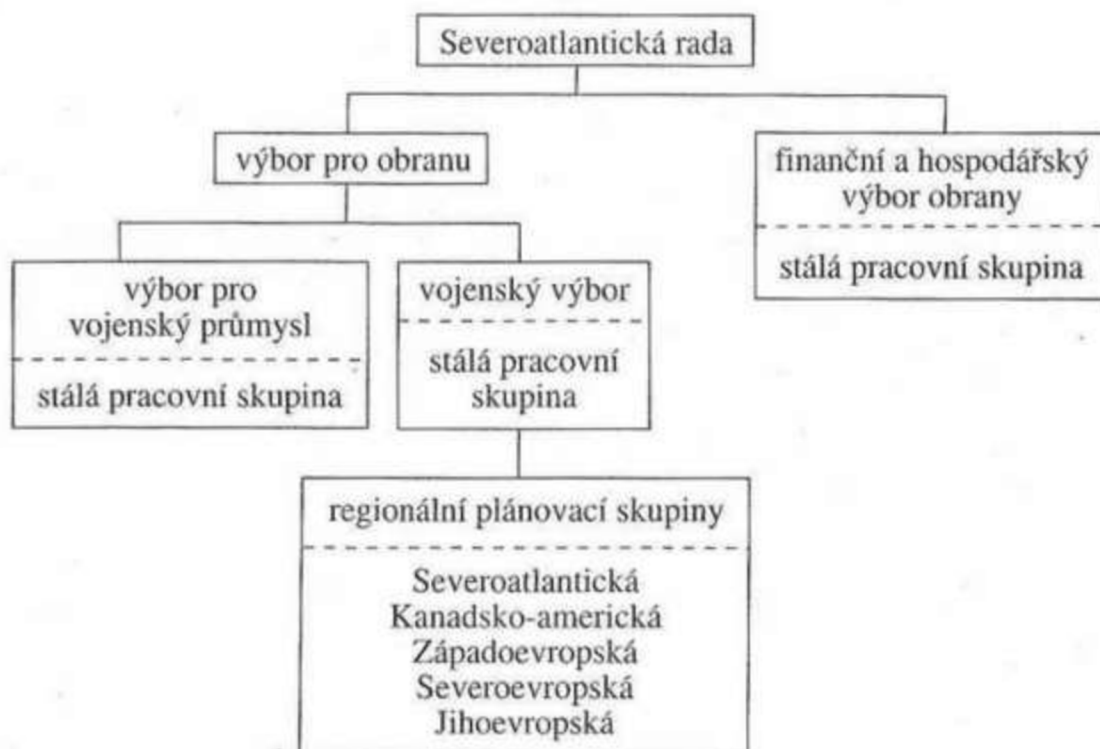 Severoatlantická rada
výbor pro obranu
finanční a hospodářský
výbor obrany
stálá pracovní skupina
výbor pro
vojenský průmysl
stálá pracovní skupina
vojenský výbor
stálá pracovní
skupina
regionální plánovací skupiny
Severoatlantická
Kanadsko-americká
Západoevropská
Severoevropská
Jihoevropská